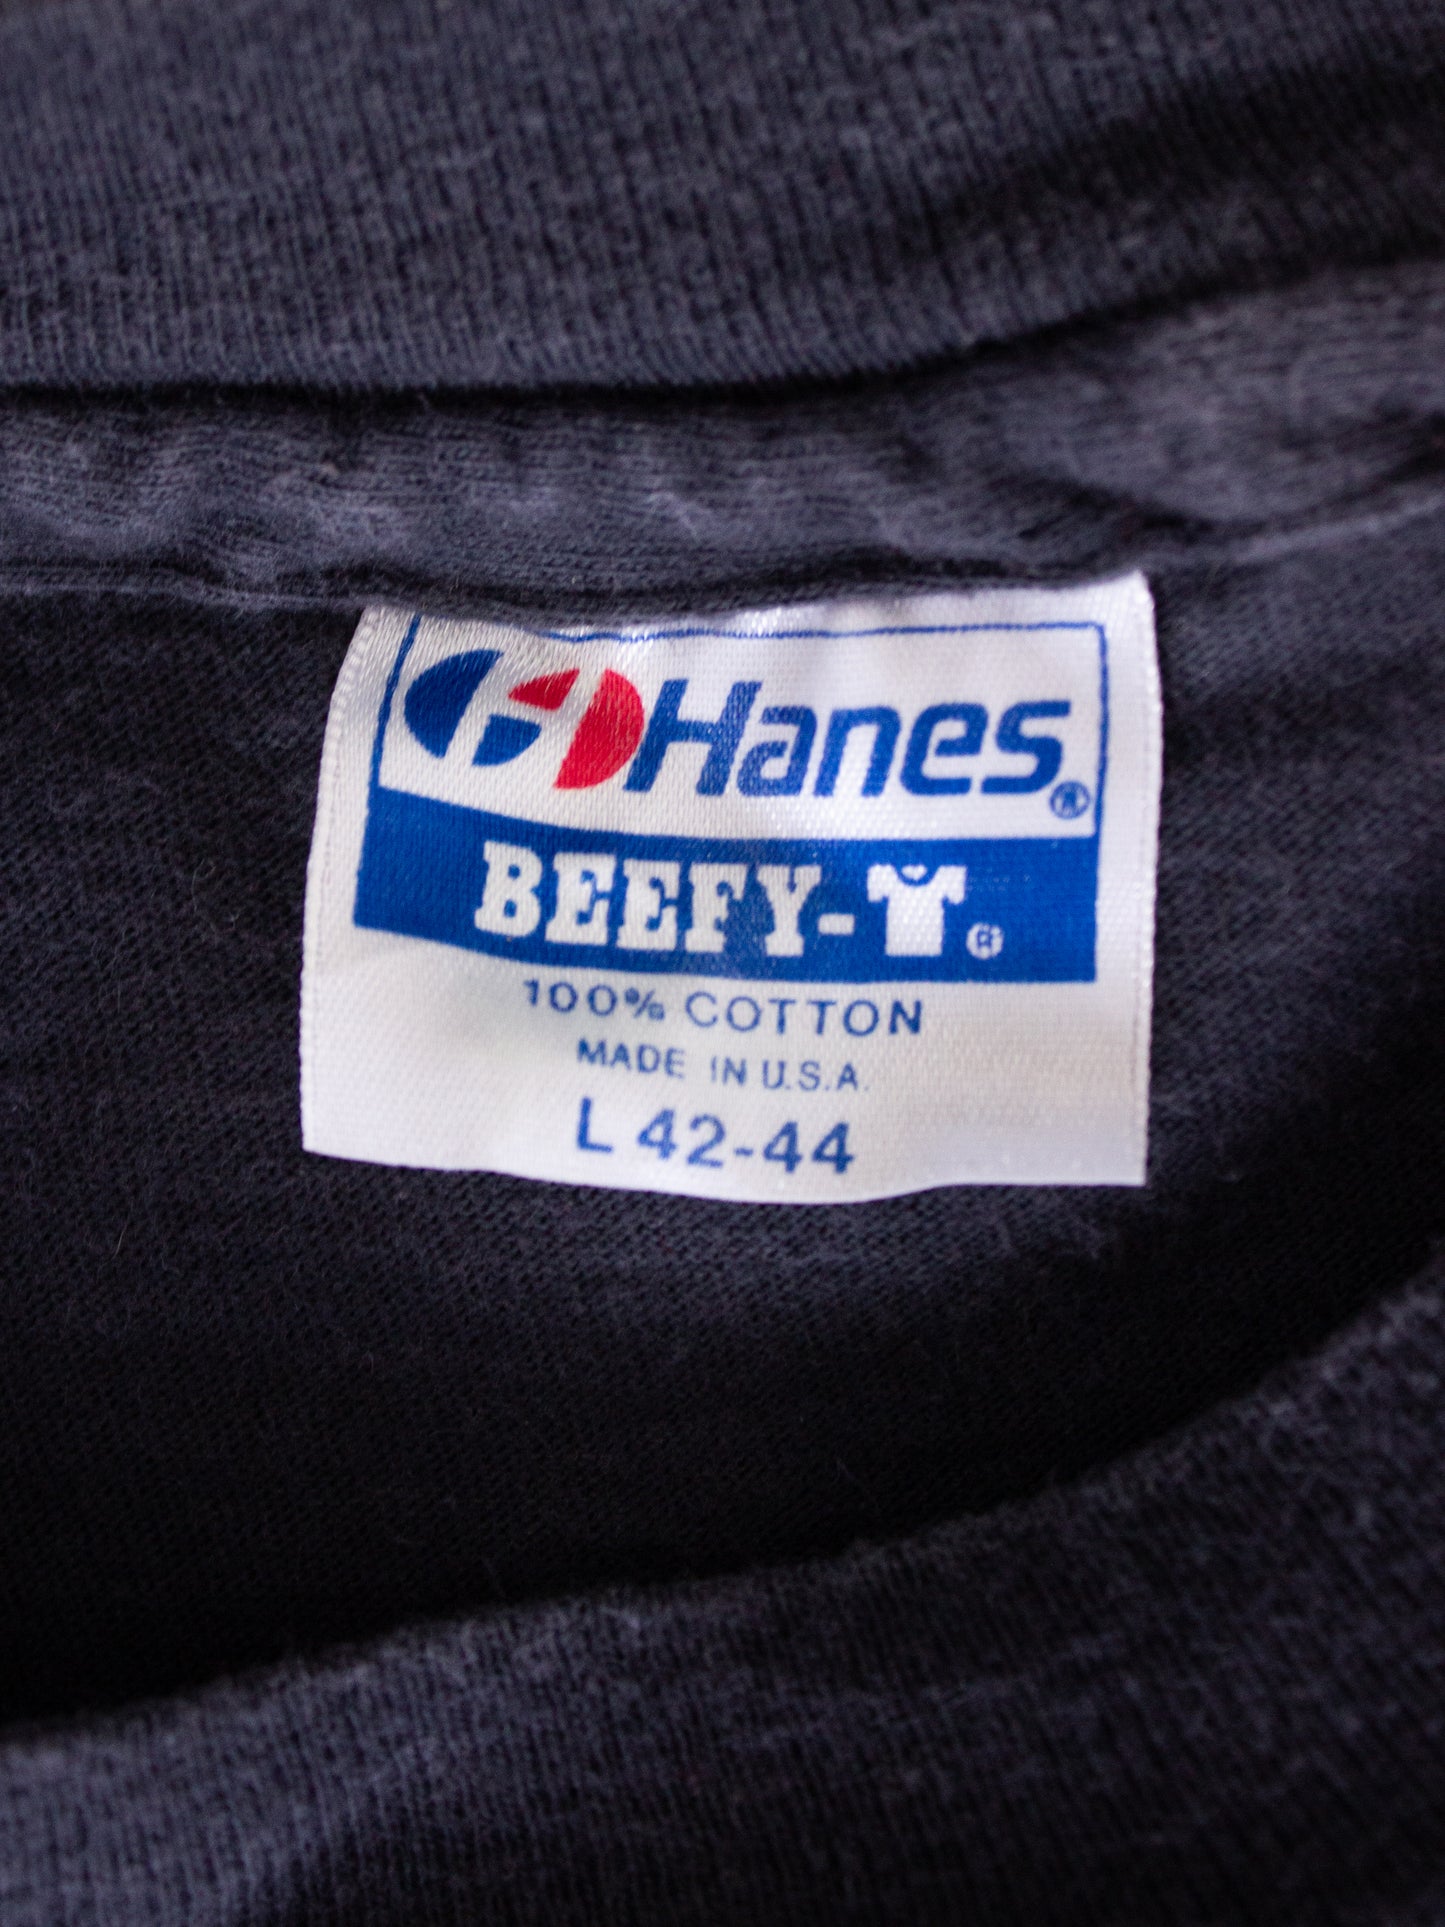 Hanes®
BEEFY-T®
100% COTTON
MADE IN U.S.A.
L 42-44